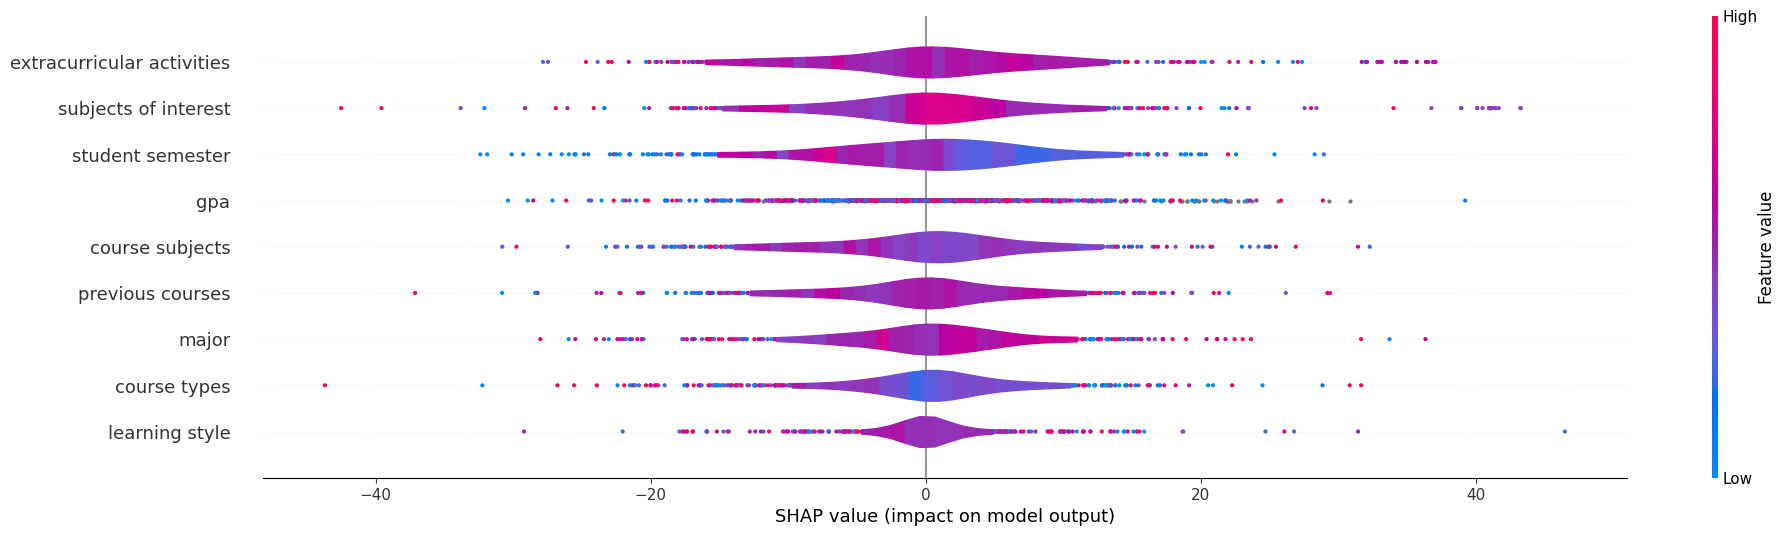 High
extracurricular activities
subjects of interest
student semester
gpa
course subjects
previous courses
major
course types
learning style
Feature value
Low
−40 −20 0 20 40
SHAP value (impact on model output)